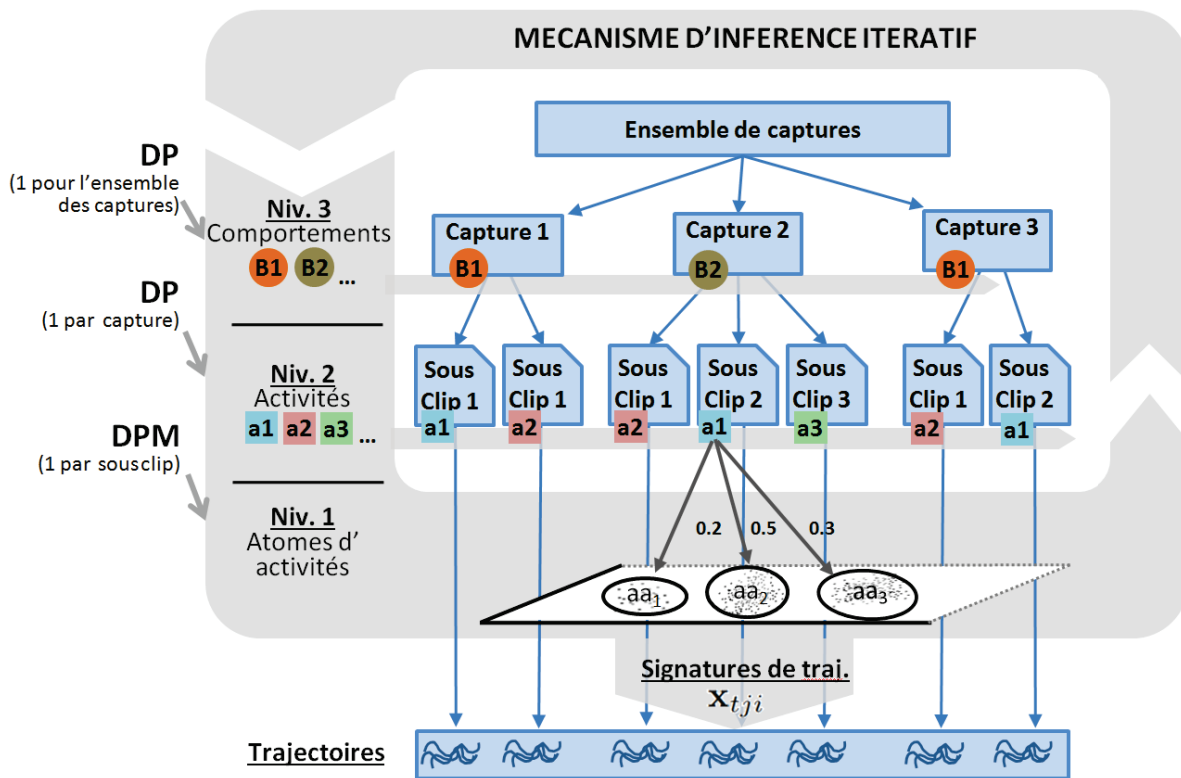 MECANISME D'INFERENCE ITERATIF
Ensemble de captures
DP
(1 pour l'ensemble
des captures)
Niv. 3
Comportements
B1 B2 ...
Capture 1
B1
Capture 2
B2
Capture 3
B1
DP
(1 par capture)
Niv. 2
Activités
a1 a2 a3 ...
Sous
Clip 1
a1
Sous
Clip 1
a2
Sous
Clip 1
a2
Sous
Clip 2
a1
Sous
Clip 3
a3
Sous
Clip 1
a2
Sous
Clip 2
a1
DPM
(1 par sous clip)
Niv. 1
Atomes d'
activités
0.2 0.5 0.3
aa1 aa2 aa3
Signatures de traj.
x tji
Trajectoires